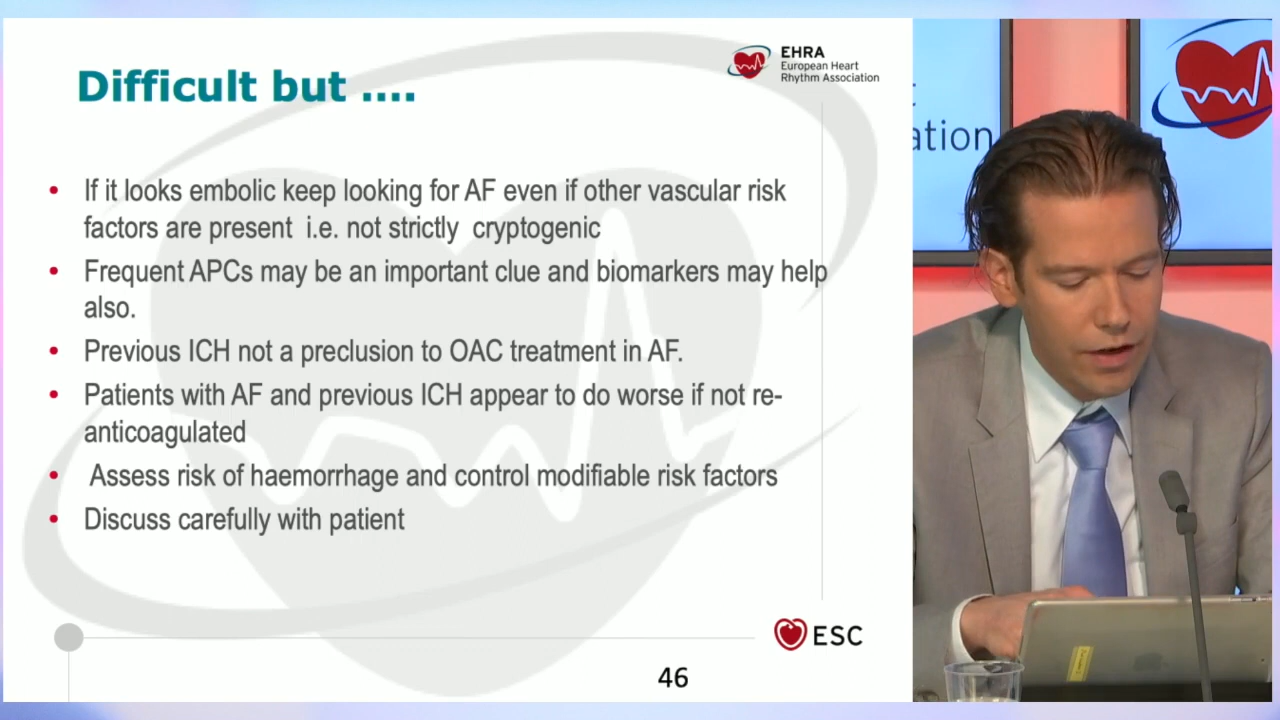 Difficult but ....
EHRA
European Heart
Rhythm Association
If it looks embolic keep looking for AF even if other vascular risk
factors are present i.e. not strictly cryptogenic
Frequent APCs may be an important clue and biomarkers may help
also.
Previous ICH not a preclusion to OAC treatment in AF.
Patients with AF and previous ICH appear to do worse if not re-
anticoagulated
Assess risk of haemorrhage and control modifiable risk factors
Discuss carefully with patient
ESC
46
ation